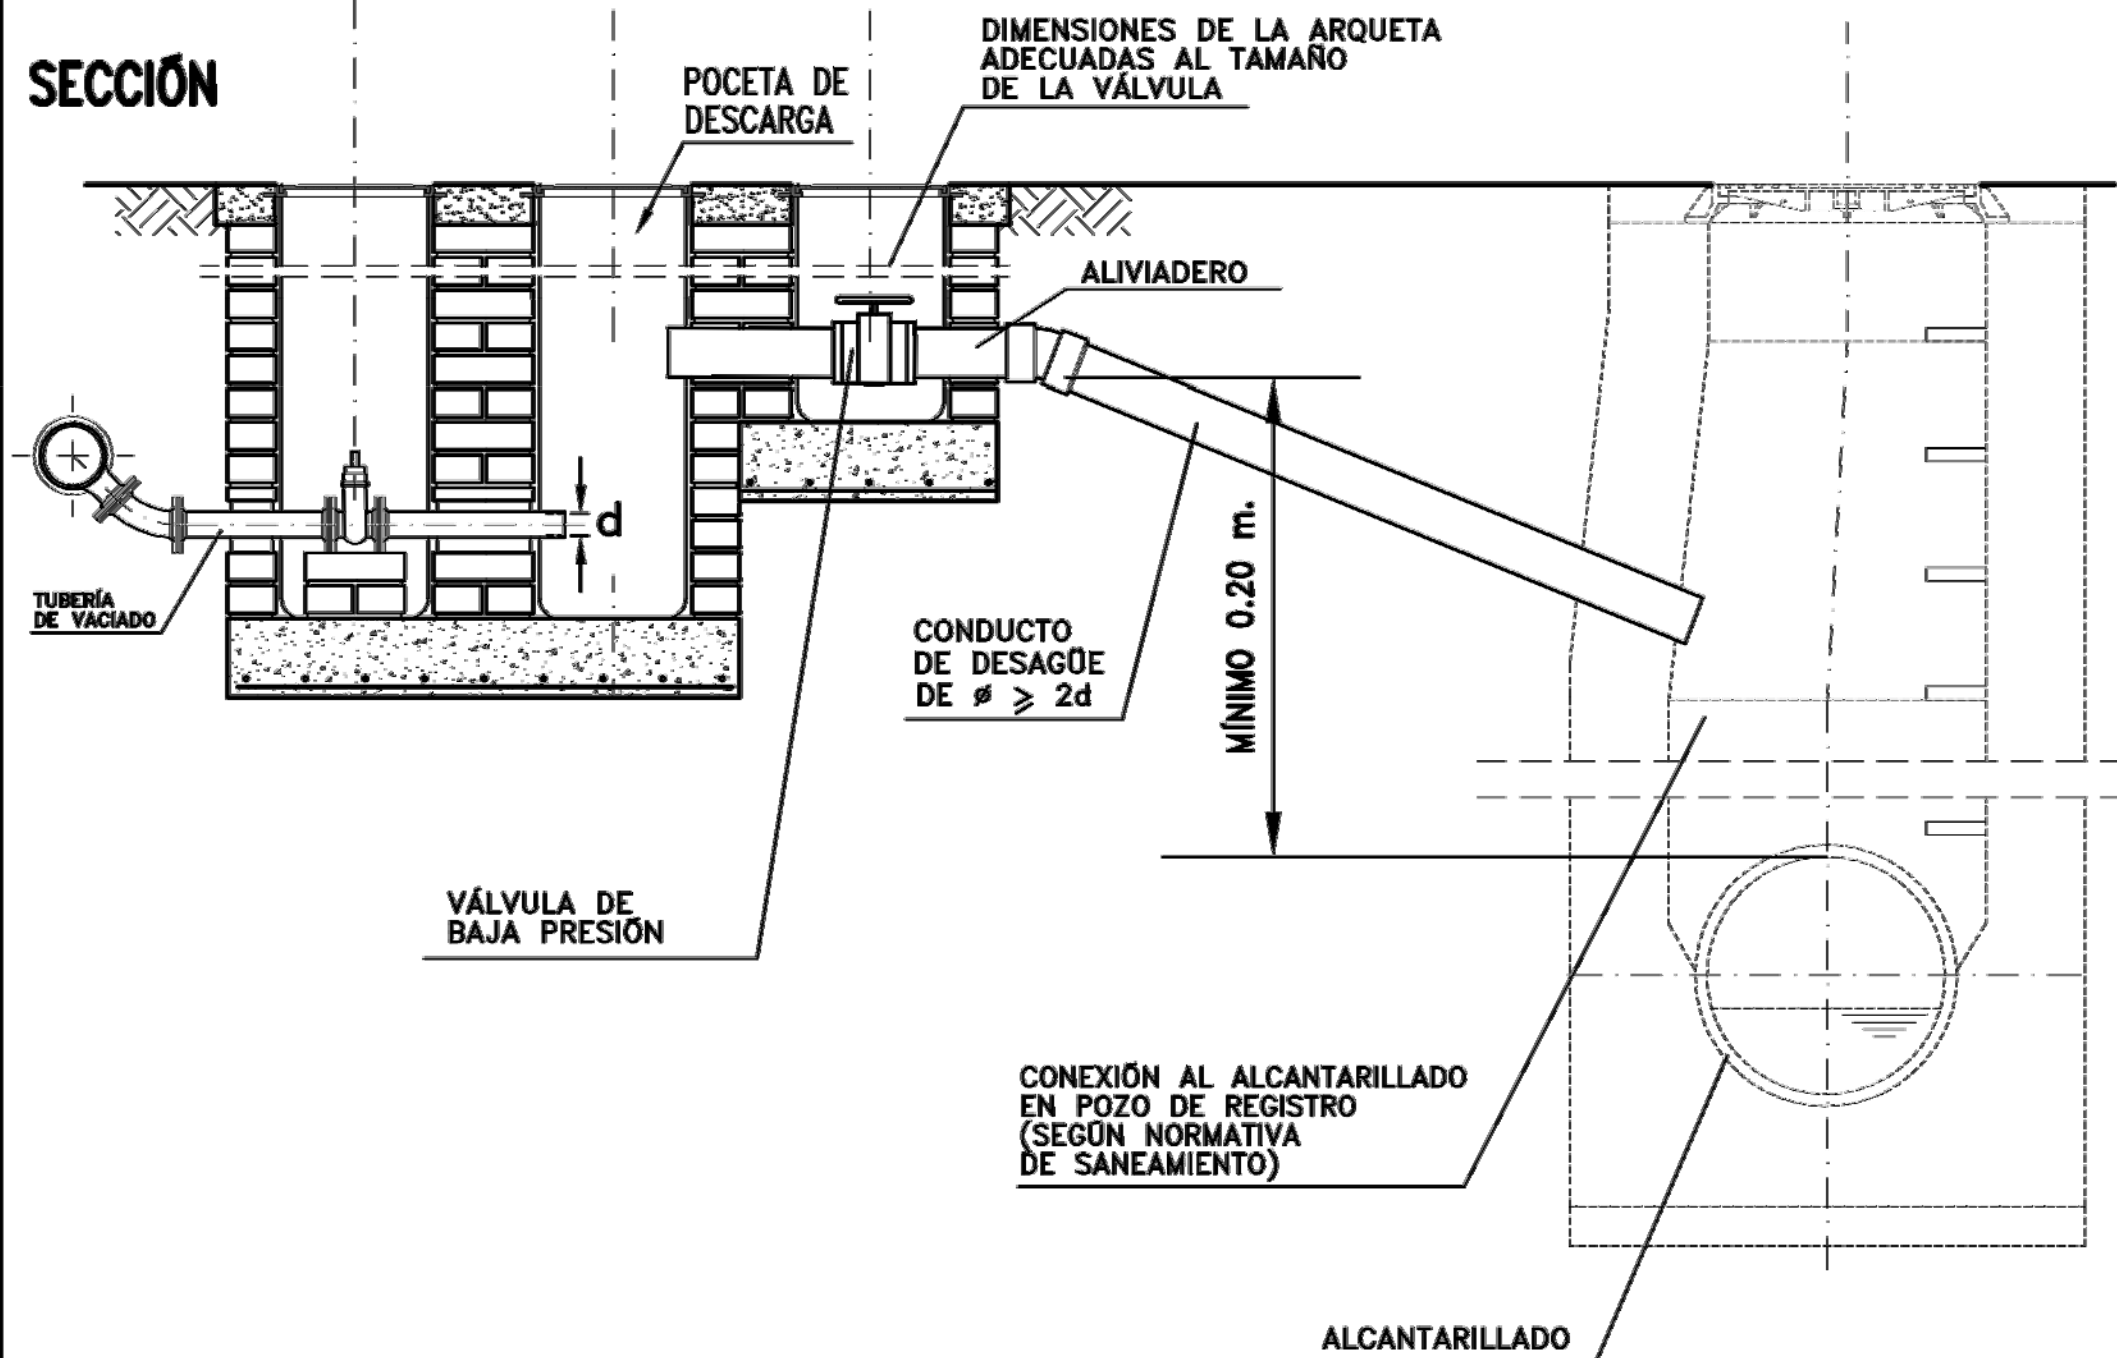 SECCIÓN
POCETA DE
DESCARGA
DIMENSIONES DE LA ARQUETA
ADECUADAS AL TAMAÑO
DE LA VÁLVULA
ALIVIADERO
d
TUBERÍA
DE VACIADO
CONDUCTO
DE DESAGÜE
DE ø ≥ 2d
MÍNIMO 0.20 m.
VÁLVULA DE
BAJA PRESIÓN
CONEXIÓN AL ALCANTARILLADO
EN POZO DE REGISTRO
(SEGÚN NORMATIVA
DE SANEAMIENTO)
ALCANTARILLADO